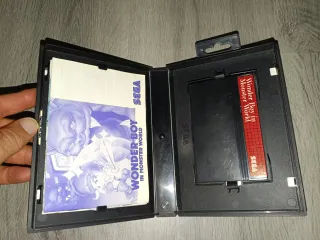 SEGA
WONDER BOY
IN MONSTER WORLD
Wonder Boy in
Monster World
SEGA